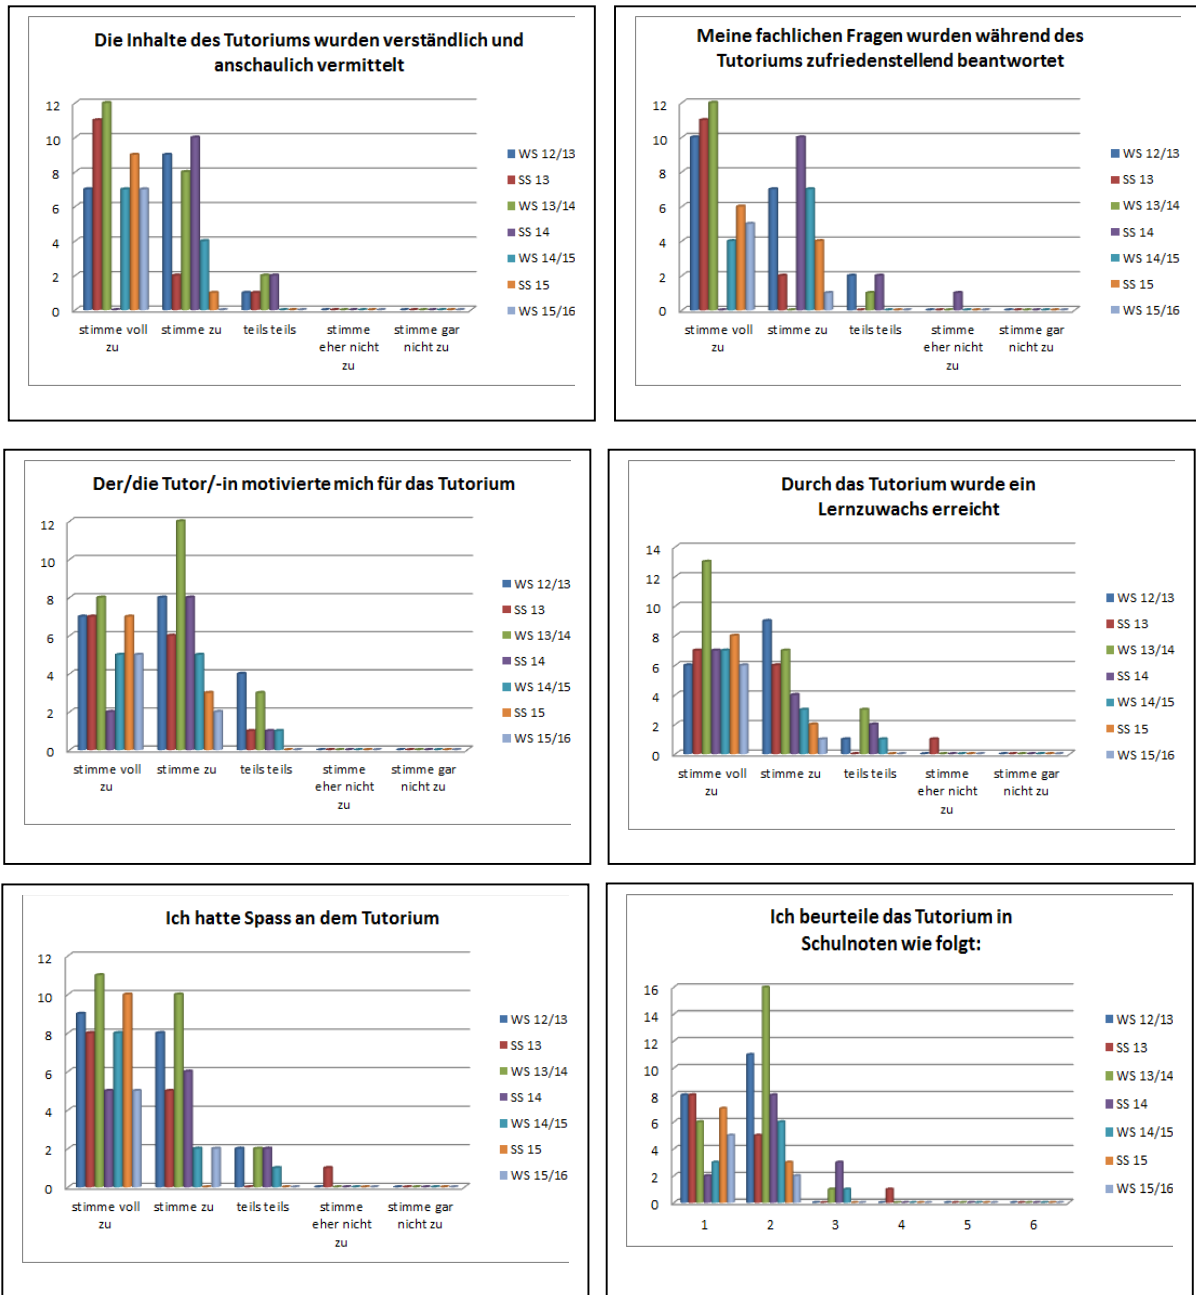 Die Inhalte des Tutoriums wurden verständlich und
anschaulich vermittelt
12
10
8
6
4
2
0
stimme voll
zu
stimme zu
teils teils
stimme
eher nicht
zu
stimme gar
nicht zu
WS 12/13
SS 13
WS 13/14
SS 14
WS 14/15
SS 15
WS 15/16
Meine fachlichen Fragen wurden während des
Tutoriums zufriedenstellend beantwortet
12
10
8
6
4
2
0
stimme voll
zu
stimme zu
teils teils
stimme
eher nicht
zu
stimme gar
nicht zu
WS 12/13
SS 13
WS 13/14
SS 14
WS 14/15
SS 15
WS 15/16
Der/die Tutor/-in motivierte mich für das Tutorium
12
10
8
6
4
2
0
stimme voll
zu
stimme zu
teils teils
stimme
eher nicht
zu
stimme gar
nicht zu
WS 12/13
SS 13
WS 13/14
SS 14
WS 14/15
SS 15
WS 15/16
Durch das Tutorium wurde ein
Lernzuwachs erreicht
14
12
10
8
6
4
2
0
stimme voll
zu
stimme zu
teils teils
stimme
eher nicht
zu
stimme gar
nicht zu
WS 12/13
SS 13
WS 13/14
SS 14
WS 14/15
SS 15
WS 15/16
Ich hatte Spass an dem Tutorium
12
10
8
6
4
2
0
stimme voll
zu
stimme zu
teils teils
stimme
eher nicht
zu
stimme gar
nicht zu
WS 12/13
SS 13
WS 13/14
SS 14
WS 14/15
SS 15
WS 15/16
Ich beurteile das Tutorium in
Schulnoten wie folgt:
16
14
12
10
8
6
4
2
0
1 2 3 4 5 6
WS 12/13
SS 13
WS 13/14
SS 14
WS 14/15
SS 15
WS 15/16